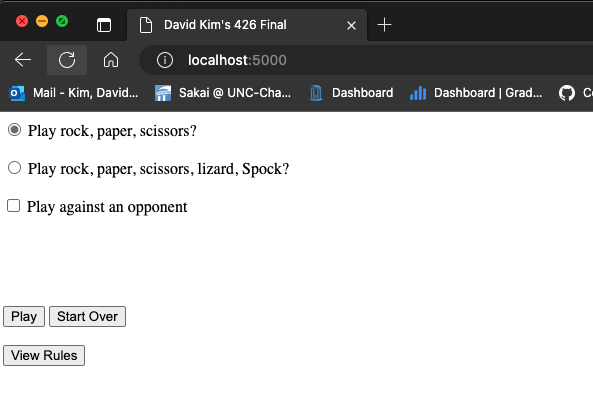 David Kim's 426 Final
localhost:5000
Mail - Kim, David... Sakai @ UNC-Cha... Dashboard Dashboard | Grad...
Play rock, paper, scissors?
Play rock, paper, scissors, lizard, Spock?
Play against an opponent
Play Start Over
View Rules